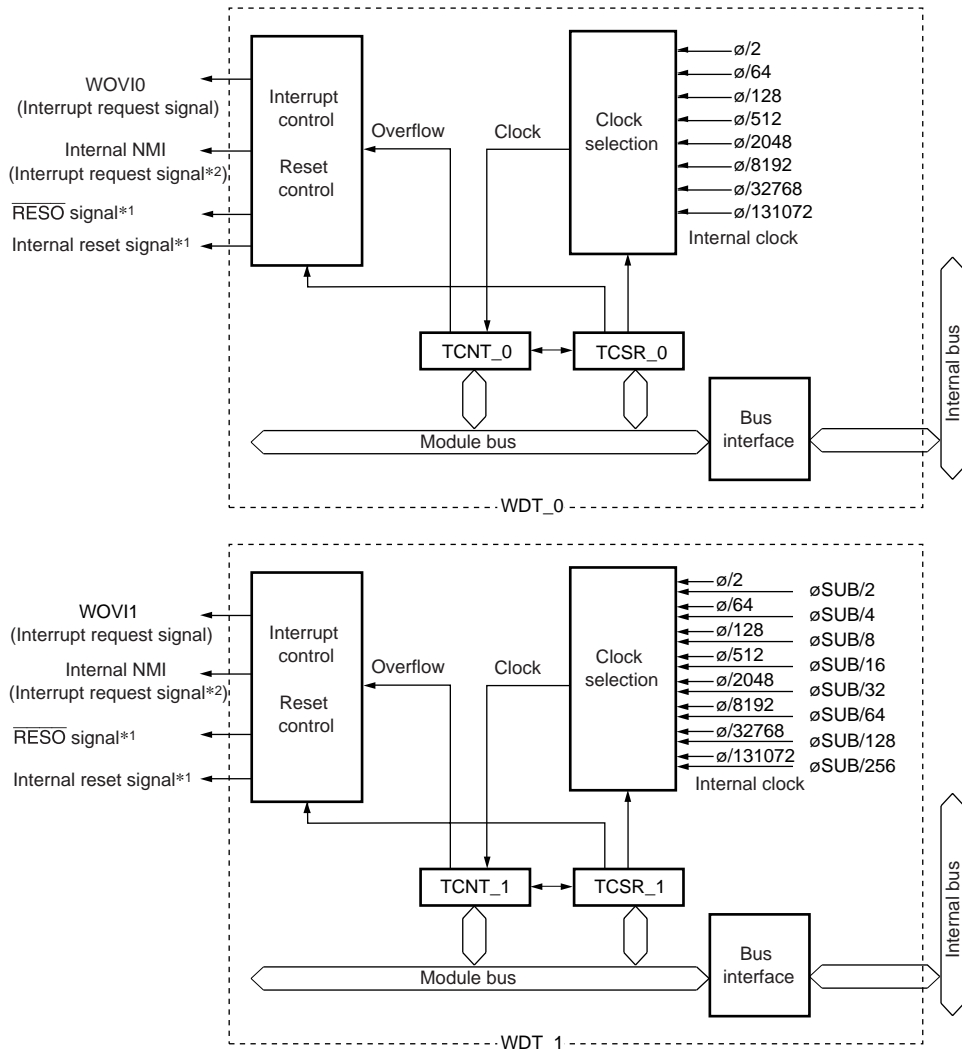 WOVI0
(Interrupt request signal)
Internal NMI
(Interrupt request signal*2)
RESO signal*1
Internal reset signal*1
Interrupt
control
Reset
control
Overflow
Clock
Clock
selection
ø/2
ø/64
ø/128
ø/512
ø/2048
ø/8192
ø/32768
ø/131072
Internal clock
TCNT_0
TCSR_0
Module bus
Bus
interface
Internal bus
WDT_0
WOVI1
(Interrupt request signal)
Internal NMI
(Interrupt request signal*2)
RESO signal*1
Internal reset signal*1
Interrupt
control
Reset
control
Overflow
Clock
Clock
selection
ø/2
øSUB/2
ø/64
øSUB/4
ø/128
øSUB/8
ø/512
øSUB/16
ø/2048
øSUB/32
ø/8192
øSUB/64
ø/32768
øSUB/128
ø/131072
øSUB/256
Internal clock
TCNT_1
TCSR_1
Module bus
Bus
interface
Internal bus
WDT_1